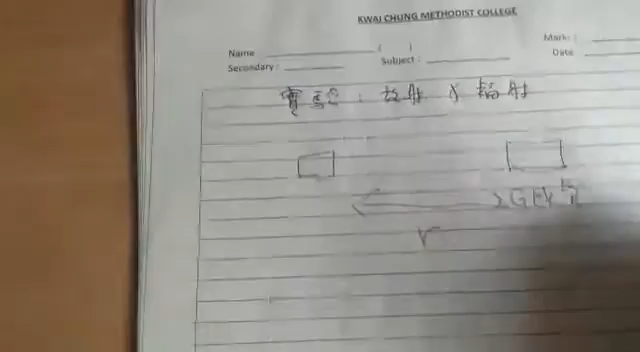 KWAI CHUNG METHODIST COLLEGE
Name ( )
Mark:
Secondary : Subject : Date
實驗：放射 γ 輻射
r